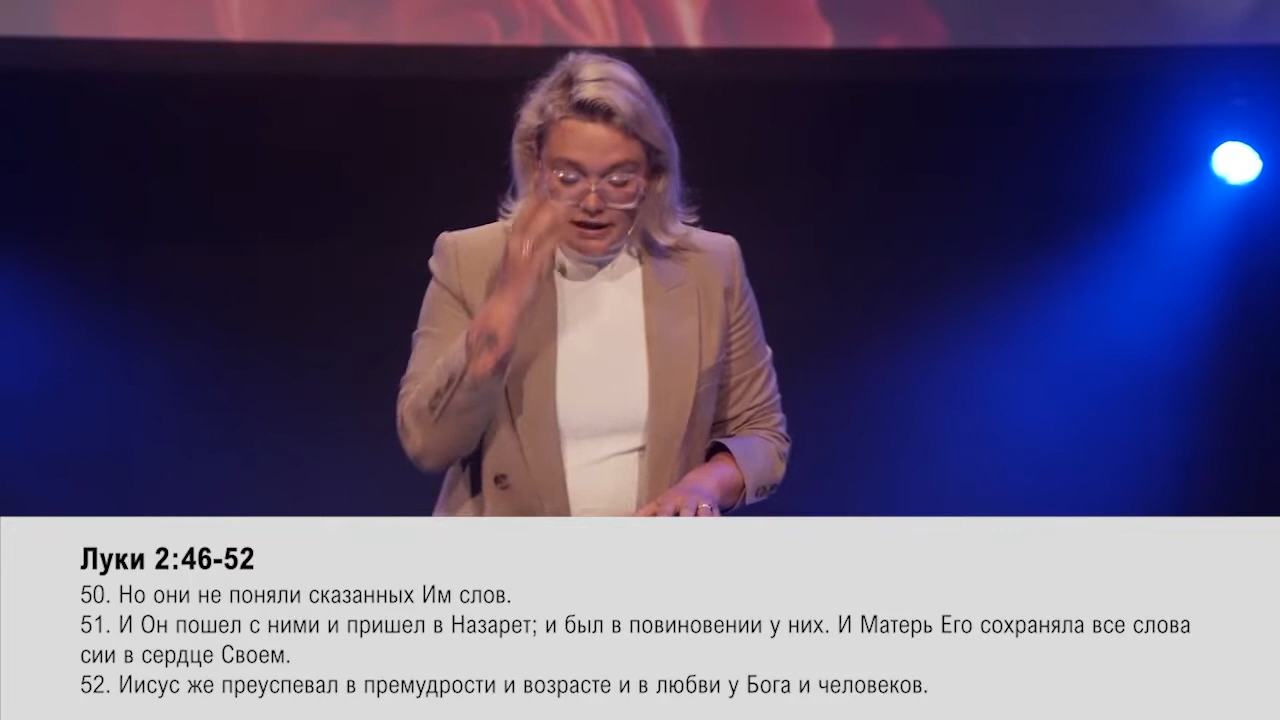 Луки 2:46-52
50. Но они не поняли сказанных Им слов.
51. И Он пошел с ними и пришел в Назарет; и был в повиновении у них. И Матерь Его сохраняла все слова
сии в сердце Своем.
52. Иисус же преуспевал в премудрости и возрасте и в любви у Бога и человеков.